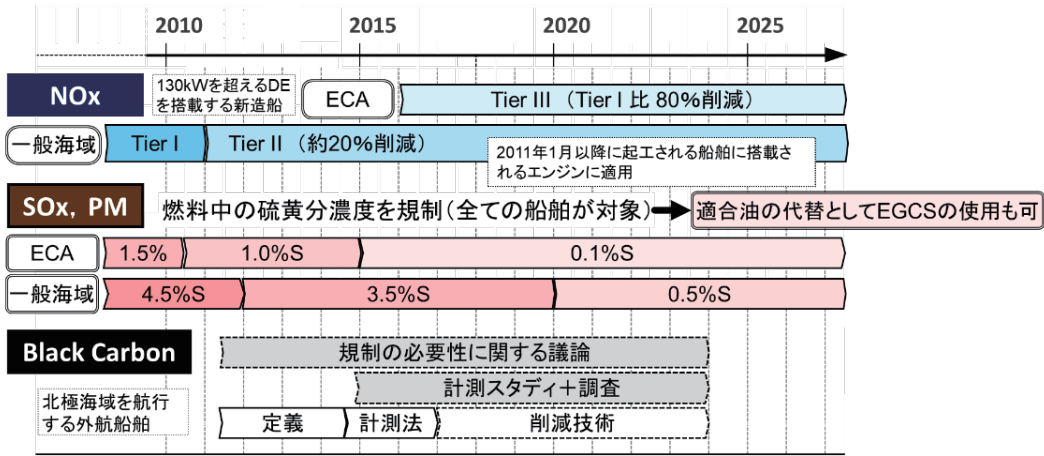 2010 2015 2020 2025
NOx
130kWを超えるDE
を搭載する新造船
ECA
Tier III （Tier I 比 80%削減）
一般海域
Tier I
Tier II （約20%削減）
2011年1月以降に起工される船舶に搭載さ
れるエンジンに適用
SOx, PM
燃料中の硫黄分濃度を規制（全ての船舶が対象）
適合油の代替としてEGCSの使用も可
ECA
1.5%
1.0%S
0.1%S
一般海域
4.5%S
3.5%S
0.5%S
Black Carbon
規制の必要性に関する議論
計測スタディ＋調査
北極海域を航行
する外航船舶
定義
計測法
削減技術